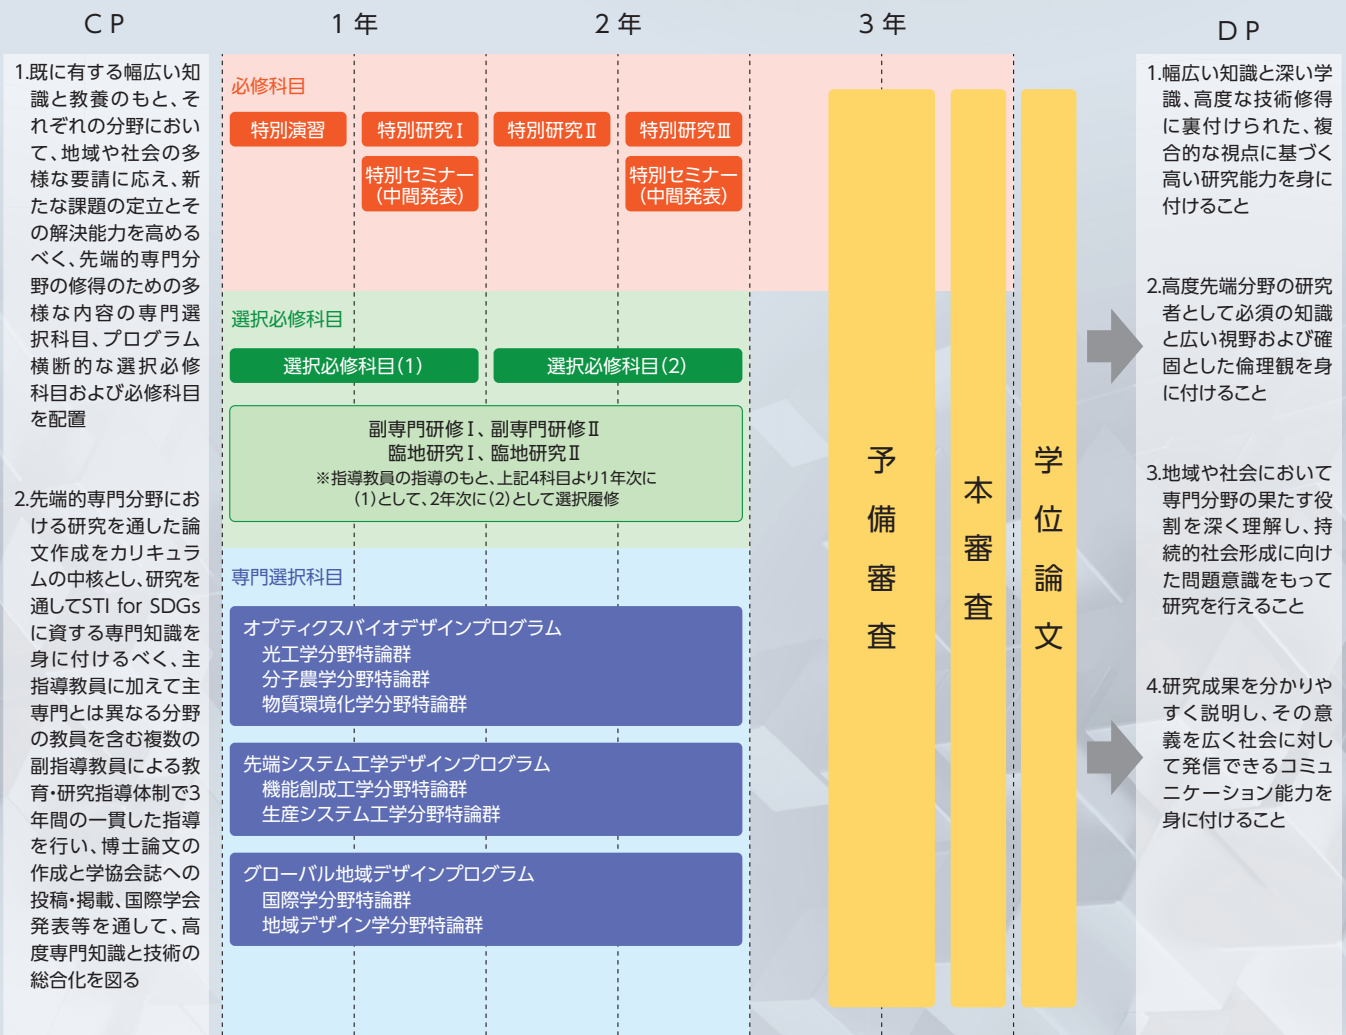 CP
1年
2年
3年
DP
1.既に有する幅広い知
識と教養のもと、そ
れぞれの分野におい
て、地域や社会の多
様な要請に応え、新
たな課題の定立とそ
の解決能力を高める
べく、先端的専門分
野の修得のための多
様な内容の専門選
択科目、プログラム
横断的な選択必修
科目および必修科目
を配置
2.先端的専門分野にお
ける研究を通した論
文作成をカリキュラ
ムの中核とし、研究を
通してSTI for SDGs
に資する専門知識を
身に付けるべく、主
指導教員に加えて主
専門とは異なる分野
の教員を含む複数の
副指導教員による教
育・研究指導体制で3
年間の一貫した指導
を行い、博士論文の
作成と学協会誌への
投稿・掲載、国際学会
発表等を通して、高
度専門知識と技術の
総合化を図る
必修科目
特別演習
特別研究Ⅰ
特別研究Ⅱ
特別研究Ⅲ
特別セミナー
(中間発表)
特別セミナー
(中間発表)
選択必修科目
選択必修科目(1)
選択必修科目(2)
副専門研修Ⅰ、副専門研修Ⅱ
臨地研究Ⅰ、臨地研究Ⅱ
※指導教員の指導のもと、上記4科目より1年次に
(1)として、2年次に(2)として選択履修
専門選択科目
オプティクスバイオデザインプログラム
光工学分野特論群
分子農学分野特論群
物質環境化学分野特論群
先端システム工学デザインプログラム
機能創成工学分野特論群
生産システム工学分野特論群
グローバル地域デザインプログラム
国際学分野特論群
地域デザイン学分野特論群
予備審査
本審査
学位論文
1.幅広い知識と深い学
識、高度な技術修得
に裏付けられた、複
合的な視点に基づく
高い研究能力を身に
付けること
2.高度先端分野の研究
者として必須の知識
と広い視野および確
固とした倫理観を身
に付けること
3.地域や社会において
専門分野の果たす役
割を深く理解し、持
続的社会形成に向け
た問題意識をもって
研究を行えること
4.研究成果を分かりや
すく説明し、その意
義を広く社会に対し
て発信できるコミュ
ニケーション能力を
身に付けること